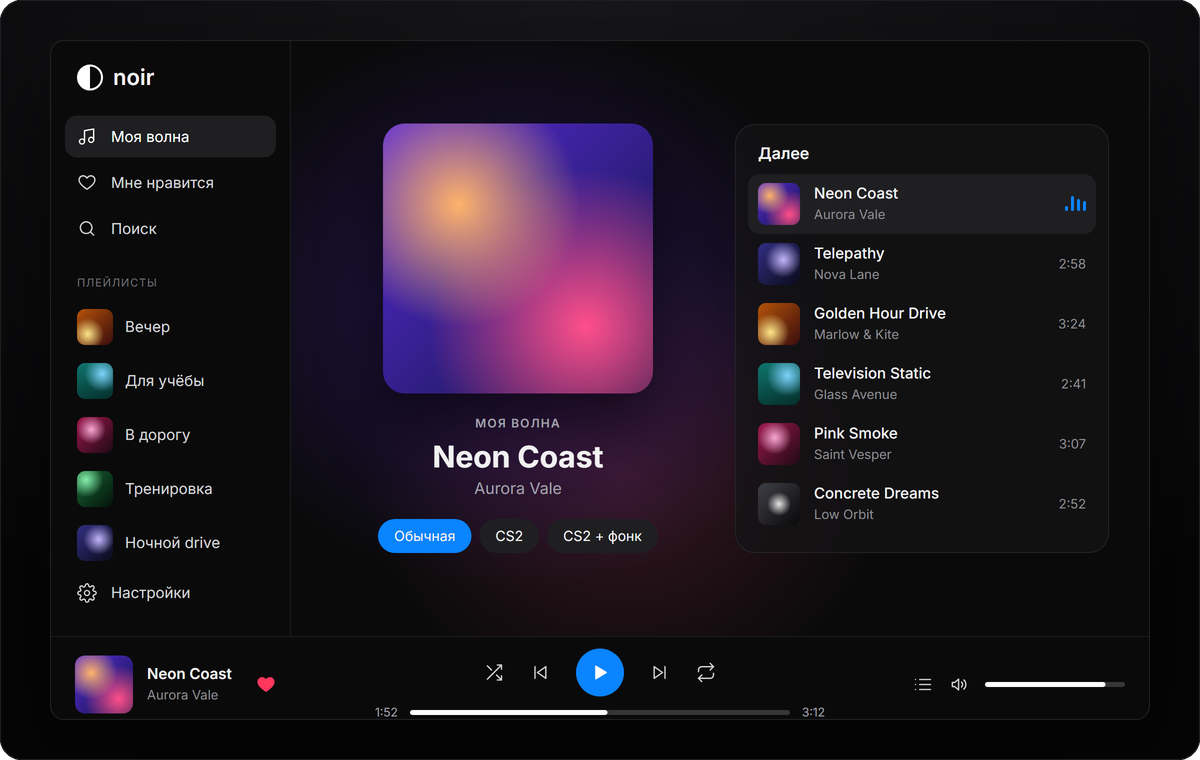 noir
Моя волна
Мне нравится
Поиск
ПЛЕЙЛИСТЫ
Вечер
Для учёбы
В дорогу
Тренировка
Ночной drive
Настройки
МОЯ ВОЛНА
Neon Coast
Aurora Vale
Обычная CS2 CS2 + фонк
Далее
Neon Coast
Aurora Vale
Telepathy
Nova Lane
2:58
Golden Hour Drive
Marlow & Kite
3:24
Television Static
Glass Avenue
2:41
Pink Smoke
Saint Vesper
3:07
Concrete Dreams
Low Orbit
2:52
Neon Coast
Aurora Vale
1:52 3:12